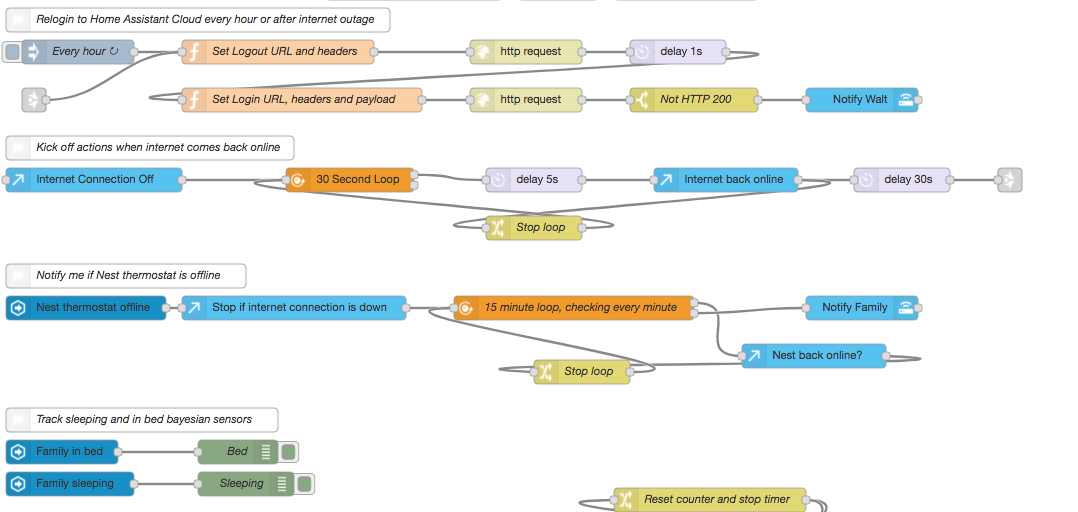 Relogin to Home Assistant Cloud every hour or after internet outage
Every hour ↻
Set Logout URL and headers
http request
delay 1s
Set Login URL, headers and payload
http request
Not HTTP 200
Notify Walt
Kick off actions when internet comes back online
Internet Connection Off
30 Second Loop
delay 5s
Internet back online
delay 30s
Stop loop
Notify me if Nest thermostat is offline
Nest thermostat offline
Stop if internet connection is down
15 minute loop, checking every minute
Notify Family
Nest back online?
Stop loop
Track sleeping and in bed bayesian sensors
Family in bed
Bed
Family sleeping
Sleeping
Reset counter and stop timer